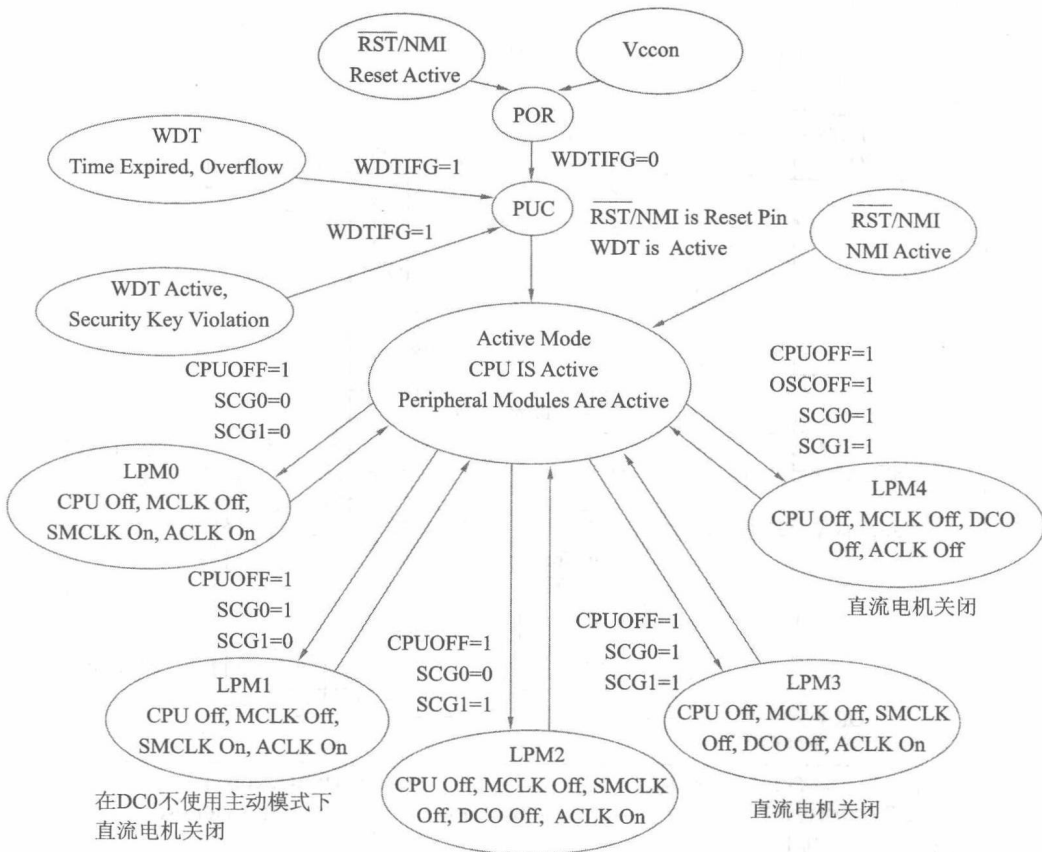 RST/NMI
Reset Active
Vccon
POR
WDT
Time Expired, Overflow
WDTIFG=1
WDTIFG=0
PUC
RST/NMI is Reset Pin
WDT is Active
RST/NMI
NMI Active
WDTIFG=1
WDT Active,
Security Key Violation
Active Mode
CPU IS Active
Peripheral Modules Are Active
CPUOFF=1
SCG0=0
SCG1=0
CPUOFF=1
OSCOFF=1
SCG0=1
SCG1=1
LPM0
CPU Off, MCLK Off,
SMCLK On, ACLK On
LPM4
CPU Off, MCLK Off, DCO
Off, ACLK Off
直流电机关闭
CPUOFF=1
SCG0=1
SCG1=0
CPUOFF=1
SCG0=0
SCG1=1
CPUOFF=1
SCG0=1
SCG1=1
LPM1
CPU Off, MCLK Off,
SMCLK On, ACLK On
在DC0不使用主动模式下
直流电机关闭
LPM2
CPU Off, MCLK Off, SMCLK
Off, DCO Off, ACLK On
LPM3
CPU Off, MCLK Off, SMCLK
Off, DCO Off, ACLK On
直流电机关闭